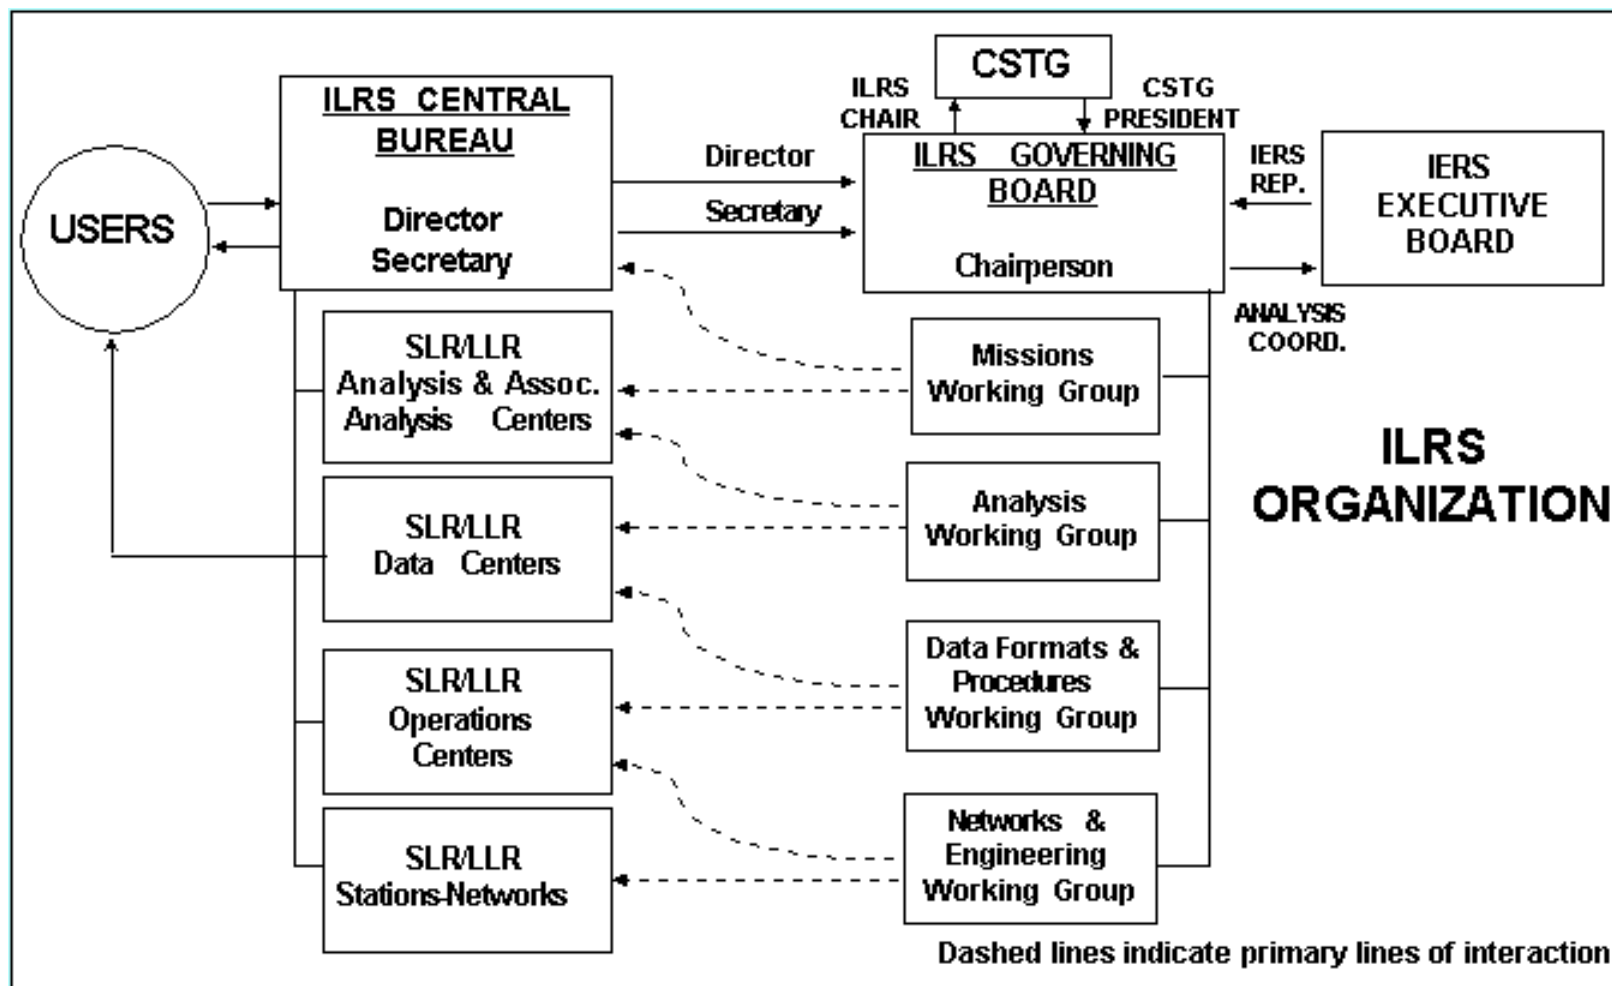 CSTG
ILRS
CHAIR
CSTG
PRESIDENT
ILRS CENTRAL
BUREAU
Director
Secretary
Director
Secretary
ILRS GOVERNING
BOARD
Chairperson
IERS
REP.
IERS
EXECUTIVE
BOARD
ANALYSIS
COORD.
USERS
SLR/LLR
Analysis & Assoc.
Analysis Centers
Missions
Working Group
ILRS
ORGANIZATION
SLR/LLR
Data Centers
Analysis
Working Group
SLR/LLR
Operations
Centers
Data Formats &
Procedures
Working Group
SLR/LLR
Stations-Networks
Networks &
Engineering
Working Group
Dashed lines indicate primary lines of interaction